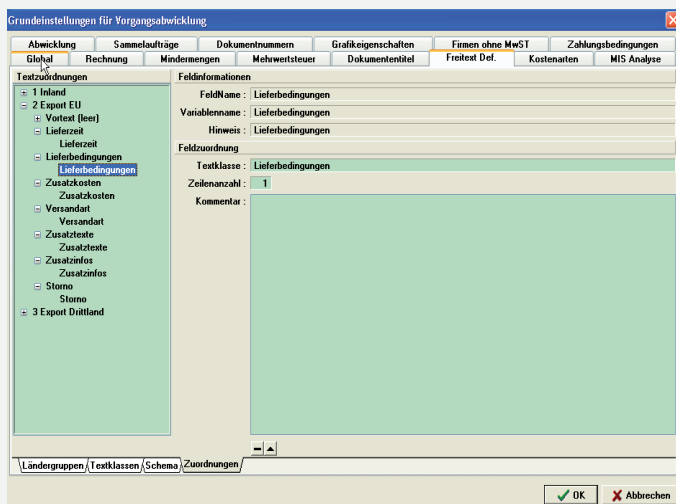 Grundeinstellungen für Vorgangsabwicklung
Abwicklung Sammelaufträge Dokumentnummern Grafikeigenschaften Firmen ohne MwST Zahlungsbedingungen
Global Rechnung Mindermengen Mehrwertsteuer Dokumententitel Freitext Def. Kostenarten MIS Analyse
Textzuordnungen
1 Inland
2 Export EU
Vortext (leer)
Lieferzeit
Lieferzeit
Lieferbedingungen
Lieferbedingungen
Zusatzkosten
Zusatzkosten
Versandart
Versandart
Zusatztexte
Zusatztexte
Zusatzinfos
Zusatzinfos
Storno
Storno
3 Export Drittland
Feldinformationen
FeldName : Lieferbedingungen
Variablenname : Lieferbedingungen
Hinweis : Lieferbedingungen
Feldzuordnung
Textklasse : Lieferbedingungen
Zeilenanzahl : 1
Kommentar :
Ländergruppen Textklassen Schema Zuordnungen
OK Abbrechen